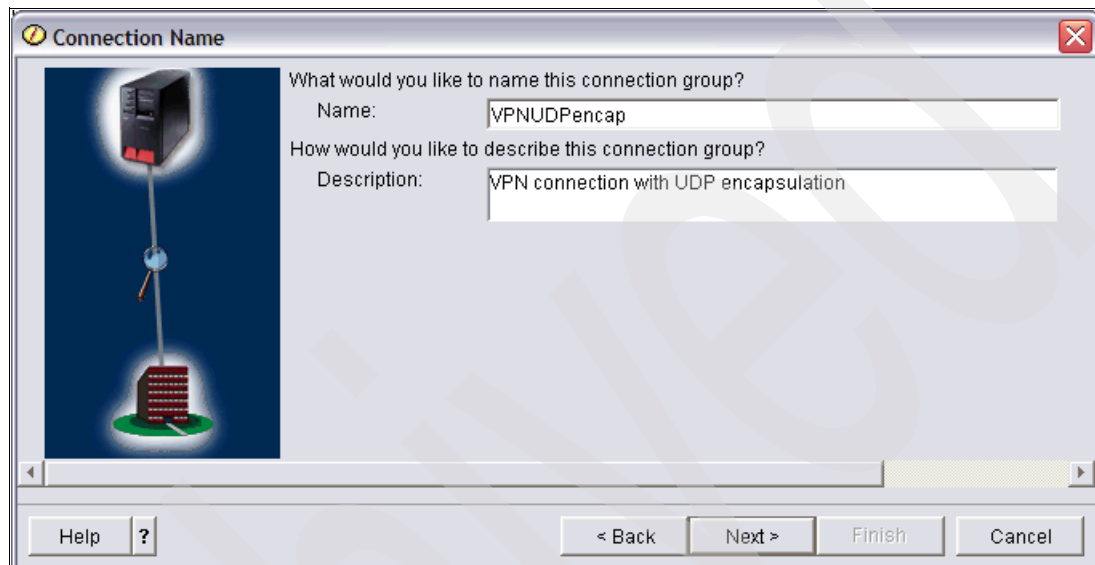 Connection Name
What would you like to name this connection group?
Name: VPNUDPencap
How would you like to describe this connection group?
Description: VPN connection with UDP encapsulation
Help ? < Back Next > Finish Cancel